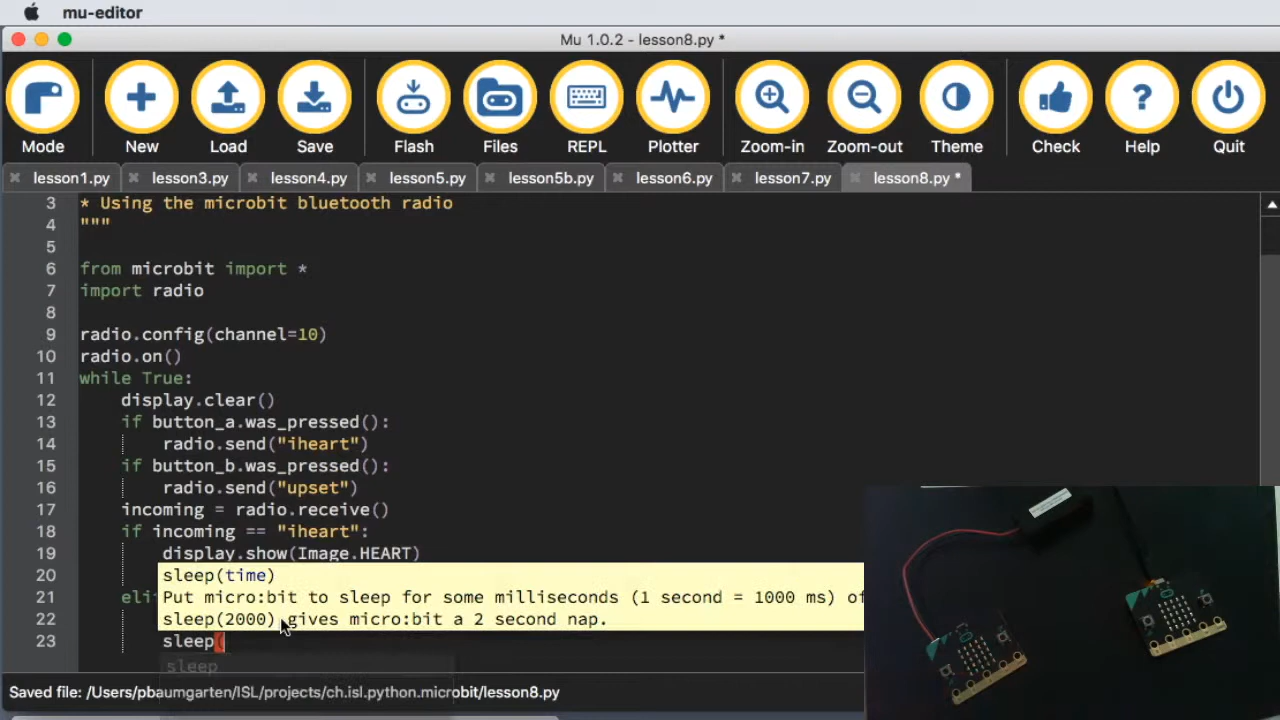 mu-editor
Mu 1.0.2 - lesson8.py *
Mode New Load Save Flash Files REPL Plotter Zoom-in Zoom-out Theme Check Help Quit
lesson1.py lesson3.py lesson4.py lesson5.py lesson5b.py lesson6.py lesson7.py lesson8.py *
3 * Using the microbit bluetooth radio
4 """
5
6 from microbit import *
7 import radio
8
9 radio.config(channel=10)
10 radio.on()
11 while True:
12 display.clear()
13 if button_a.was_pressed():
14 radio.send("iheart")
15 if button_b.was_pressed():
16 radio.send("upset")
17 incoming = radio.receive()
18 if incoming == "iheart":
19 display.show(Image.HEART)
20 sleep(time)
21 eli Put micro:bit to sleep for some milliseconds (1 second = 1000 ms) of
22 sleep(2000) gives micro:bit a 2 second nap.
23 sleep(
sleep
Saved file: /Users/pbaumgarten/ISL/projects/ch.isl.python.microbit/lesson8.py